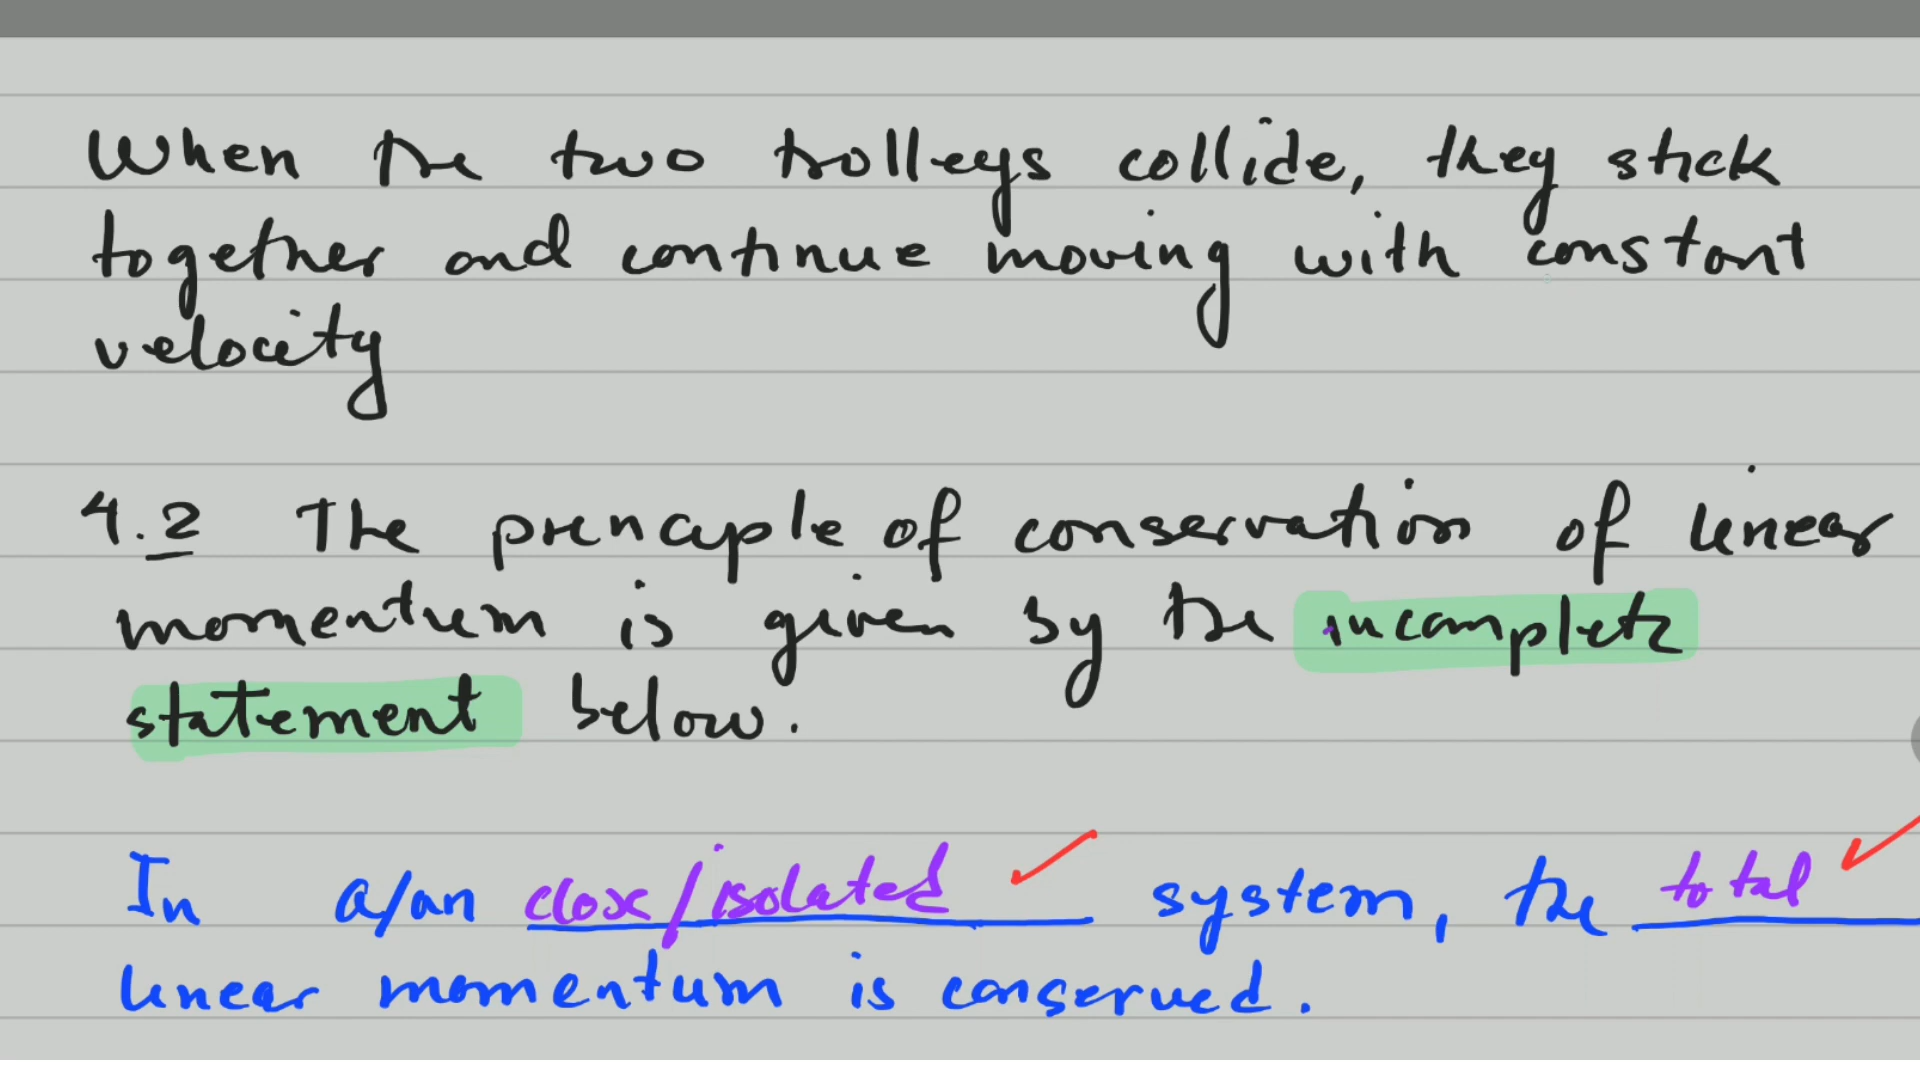 When the two trolleys collide, they stick
together and continue moving with constant
velocity
4.2 The principle of conservation of linear
momentum is given by the incomplete
statement below.
In a/an close/isolated system, the total
linear momentum is conserved.